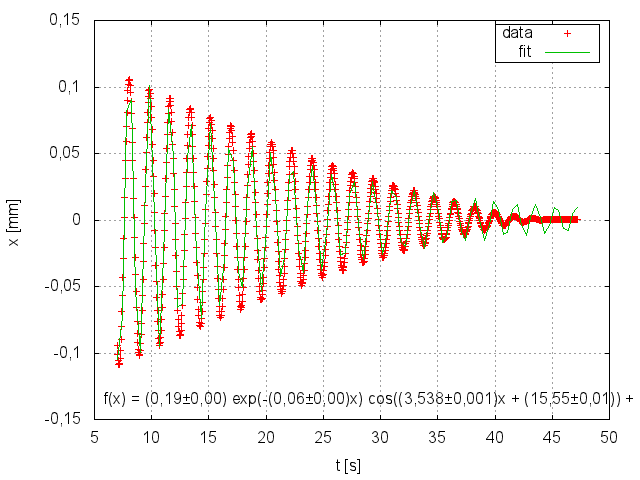 0,15
0,1
0,05
0
-0,05
-0,1
-0,15
x [mm]
data
fit
f(x) = (0,19±0,00) exp(-(0,06±0,00)x) cos((3,538±0,001)x + (15,55±0,01)) +
5 10 15 20 25 30 35 40 45 50
t [s]